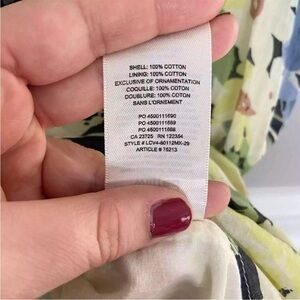 SHELL: 100% COTTON
LINING: 100% COTTON
EXCLUSIVE OF ORNAMENTATION
COQUILLE: 100% COTON
DOUBLURE: 100% COTON
SANS L'ORNEMENT
PO 4500111690
PO 4500111689
PO 4500111688
CA 23725 RN 122354
STYLE # LCV4-80112MX-29
ARTICLE # 76213